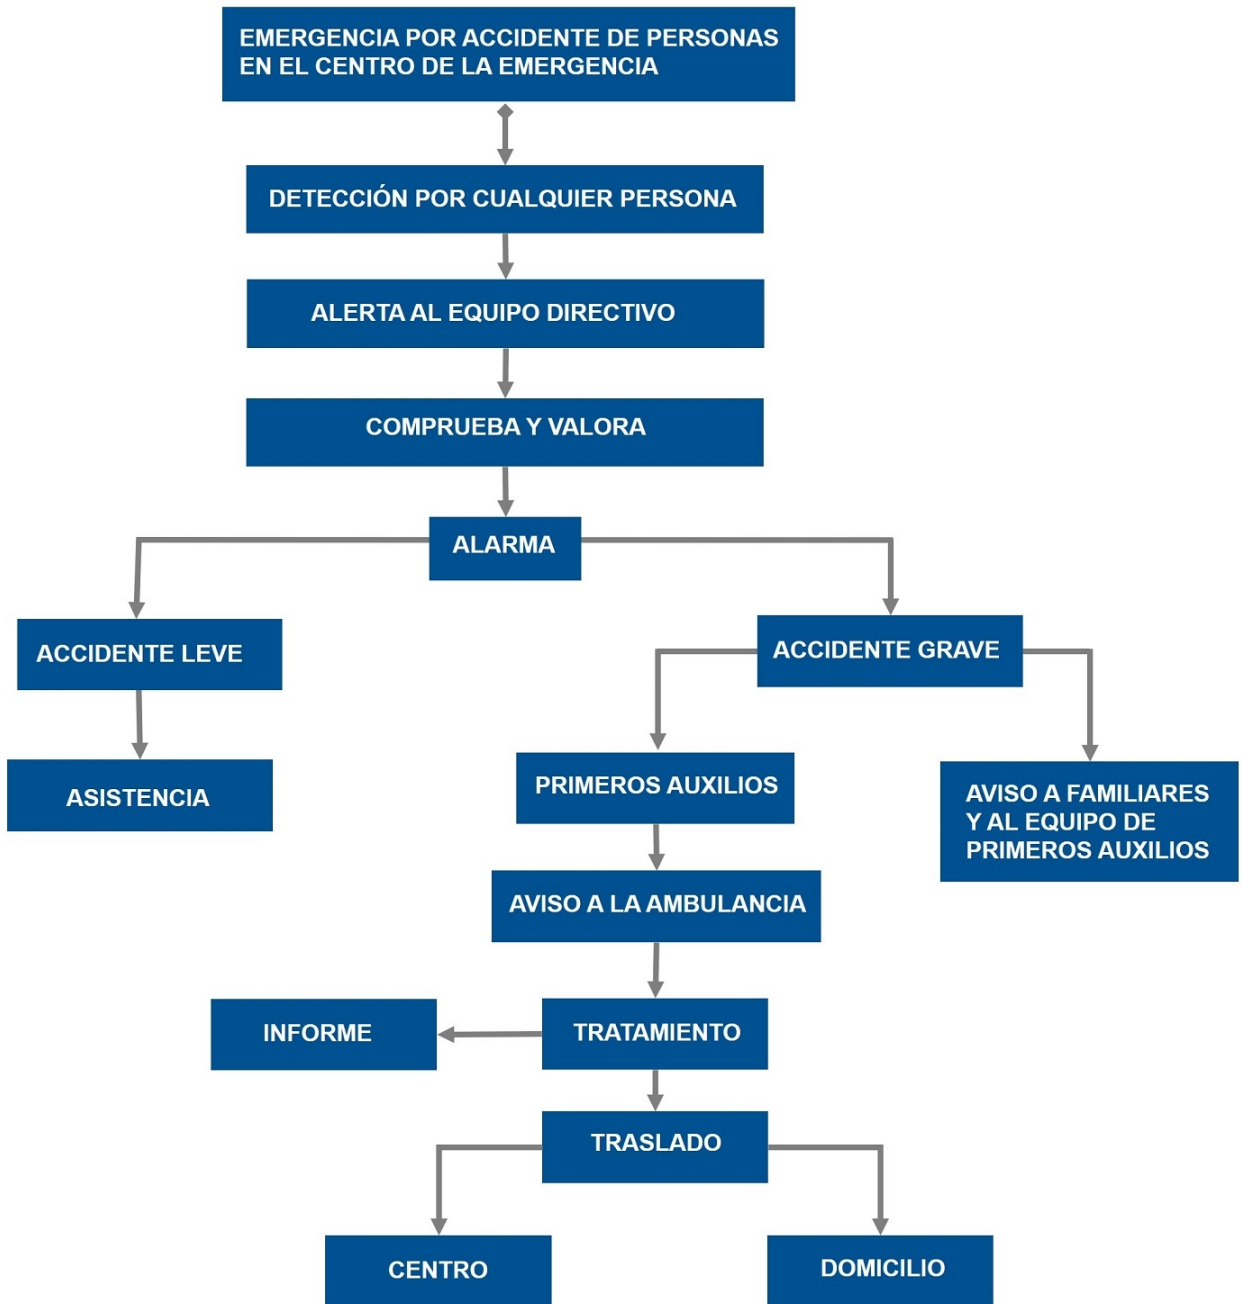 EMERGENCIA POR ACCIDENTE DE PERSONAS
EN EL CENTRO DE LA EMERGENCIA
DETECCIÓN POR CUALQUIER PERSONA
ALERTA AL EQUIPO DIRECTIVO
COMPRUEBA Y VALORA
ALARMA
ACCIDENTE LEVE
ACCIDENTE GRAVE
ASISTENCIA
PRIMEROS AUXILIOS
AVISO A FAMILIARES
Y AL EQUIPO DE
PRIMEROS AUXILIOS
AVISO A LA AMBULANCIA
INFORME
TRATAMIENTO
TRASLADO
CENTRO
DOMICILIO